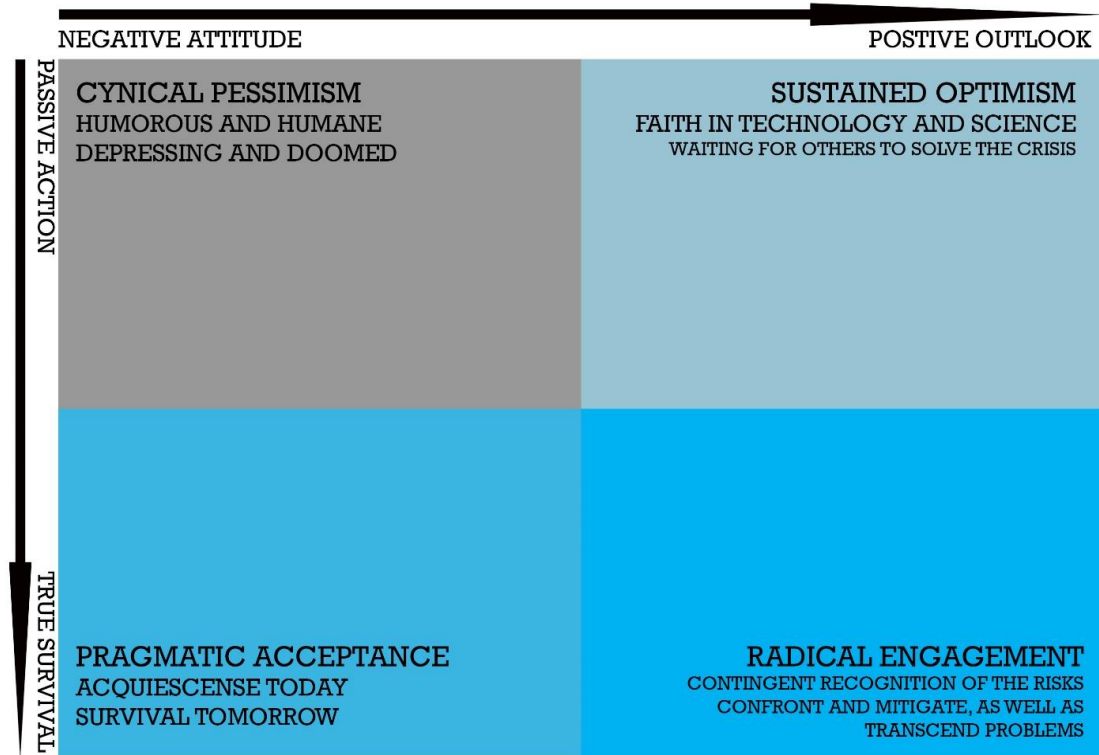 NEGATIVE ATTITUDE
POSTIVE OUTLOOK
PASSIVE ACTION
CYNICAL PESSIMISM
HUMOROUS AND HUMANE
DEPRESSING AND DOOMED
SUSTAINED OPTIMISM
FAITH IN TECHNOLOGY AND SCIENCE
WAITING FOR OTHERS TO SOLVE THE CRISIS
TRUE SURVIVAL
PRAGMATIC ACCEPTANCE
ACQUIESCENSE TODAY
SURVIVAL TOMORROW
RADICAL ENGAGEMENT
CONTINGENT RECOGNITION OF THE RISKS
CONFRONT AND MITIGATE, AS WELL AS
TRANSCEND PROBLEMS